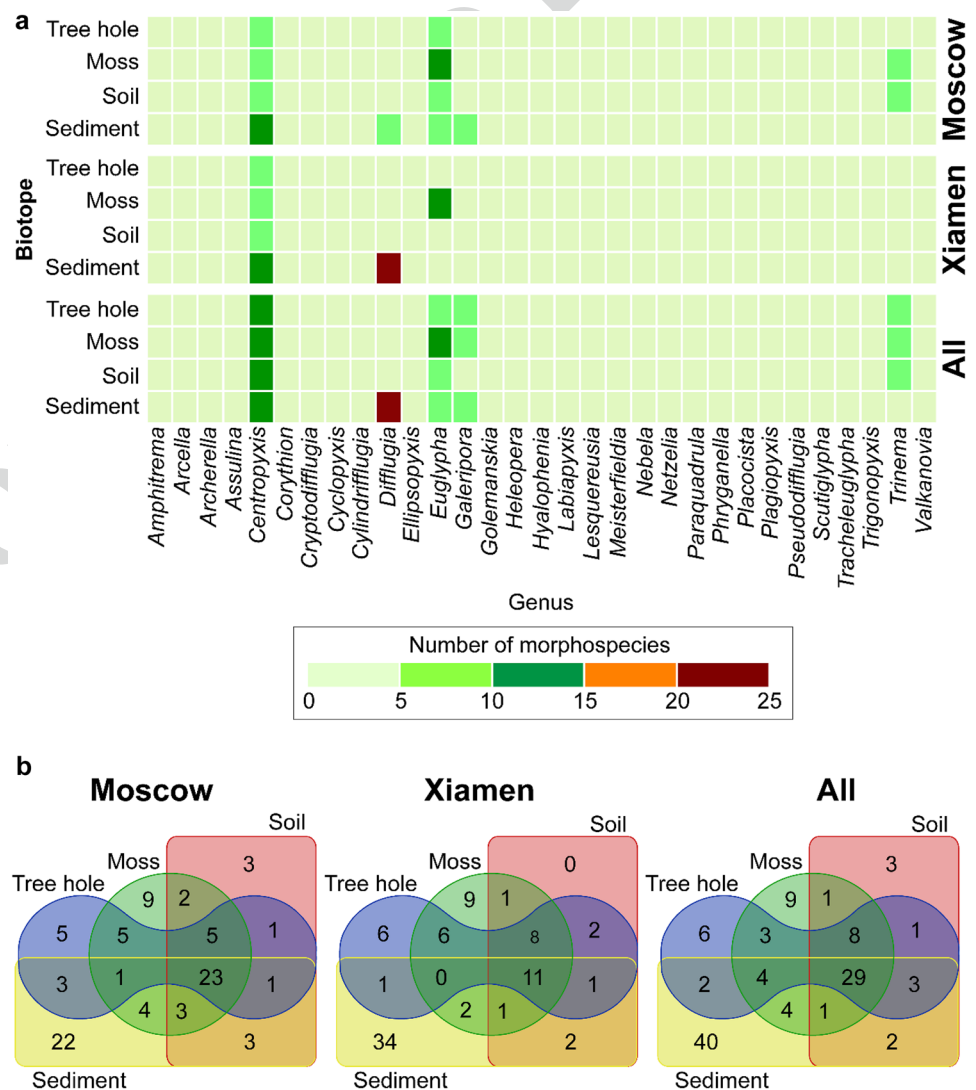 a
Tree hole
Moss
Soil
Sediment
Moscow
Tree hole
Moss
Soil
Sediment
Xiamen
Tree hole
Moss
Soil
Sediment
All
Biotope
Amphitrema
Arcella
Archerella
Assulina
Centropyxis
Corythion
Cryptodifflugia
Cyclopyxis
Cylindrifflugia
Difflugia
Ellipsopyxis
Euglypha
Galeripora
Golemanskia
Heleopera
Hyalophenia
Labiapyxis
Lesquereusia
Meisterfieldia
Nebela
Netzelia
Paraquadrula
Phryganella
Placocista
Plagiopyxis
Pseudodifflugia
Scutiglypha
Tracheleuglypha
Trigonopyxis
Trinema
Valkanovia
Genus
Number of morphospecies
0 5 10 15 20 25
b
Moscow
Soil
Moss
Tree hole
3
9 2
5 5 5 1
3 1 23 1
4 3
22 3
Sediment
Xiamen
Soil
Moss
Tree hole
0
9 1
6 6 8 2
1 0 11 1
2 1
34 2
Sediment
All
Soil
Moss
Tree hole
3
9 1
6 3 8 1
2 4 29 3
4 1
40 2
Sediment